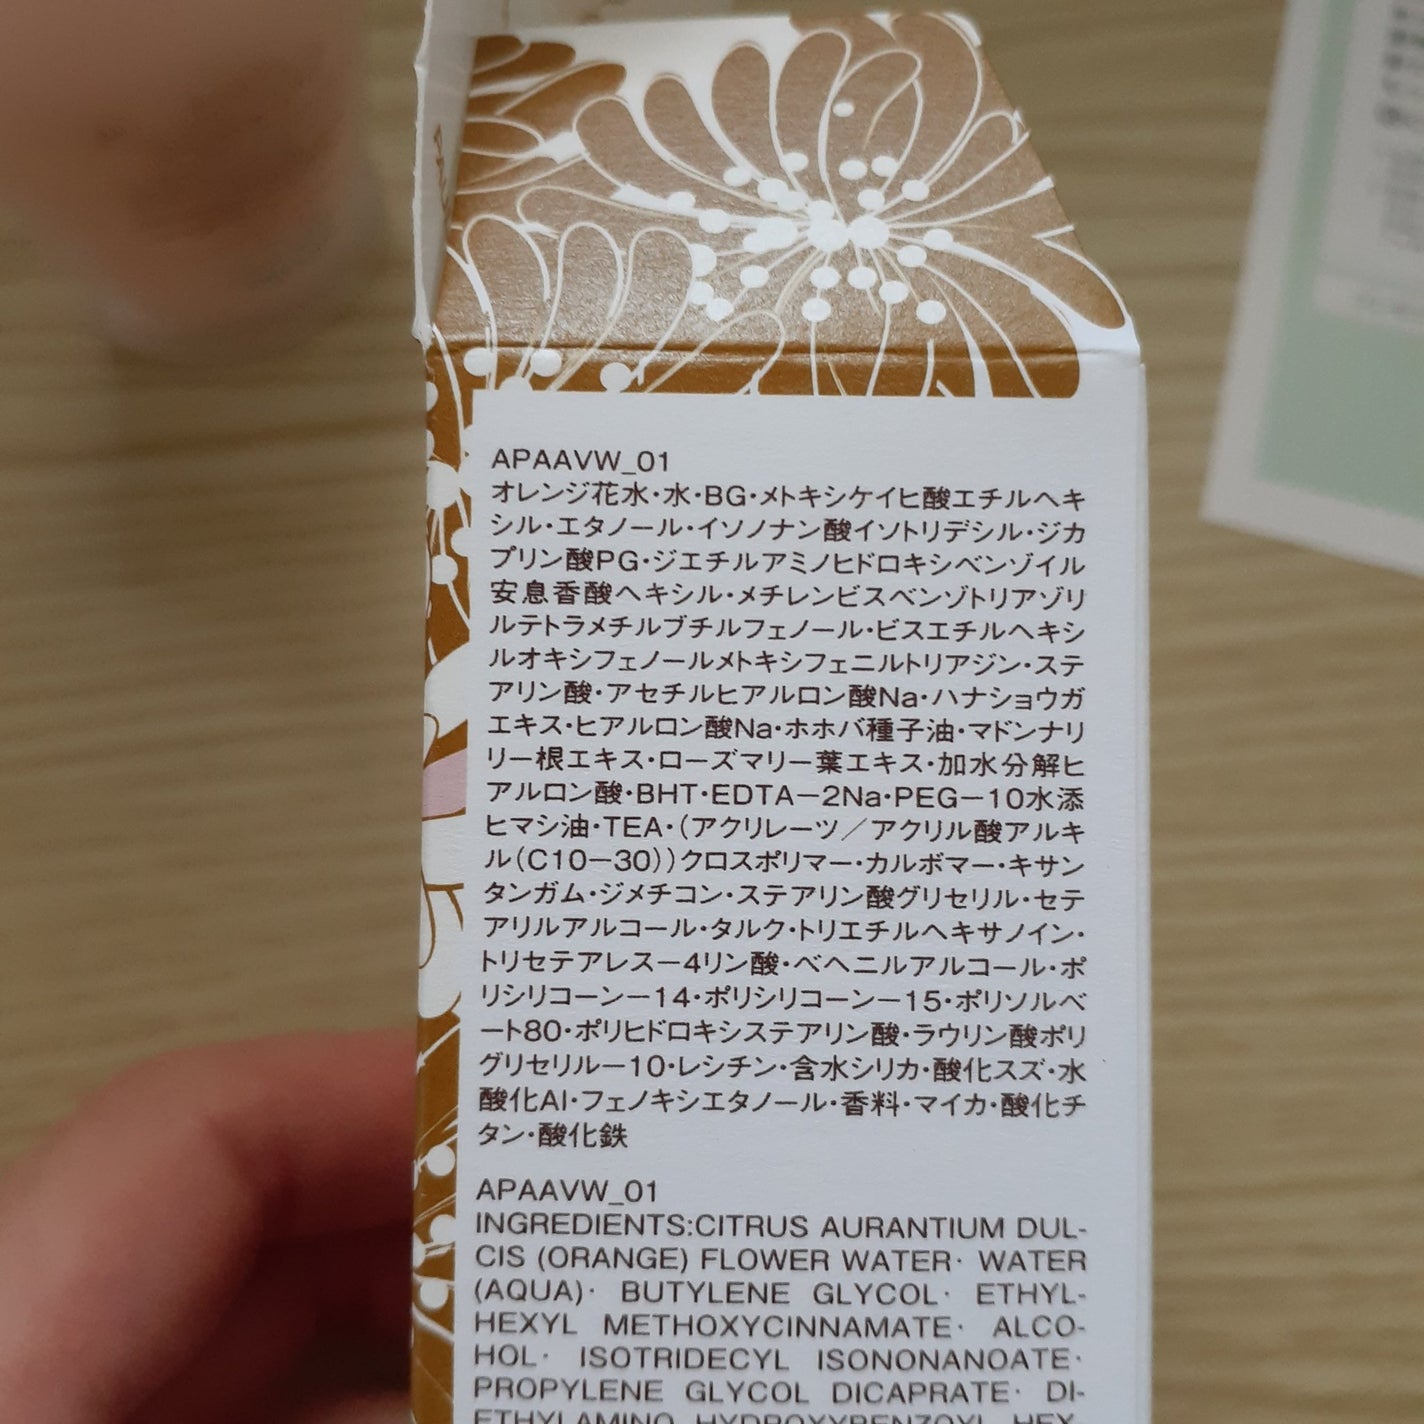 APAAVW_01
オレンジ花水・水・BG・メトキシケイヒ酸エチルヘキ
シル・エタノール・イソノナン酸イソトリデシル・ジカ
プリン酸PG・ジエチルアミノヒドロキシベンゾイル
安息香酸ヘキシル・メチレンビスベンゾトリアゾリ
ルテトラメチルブチルフェノール・ビスエチルヘキシ
ルオキシフェノールメトキシフェニルトリアジン・ステ
アリン酸・アセチルヒアルロン酸Na・ハナショウガ
エキス・ヒアルロン酸Na・ホホバ種子油・マドンナリ
リー根エキス・ローズマリー葉エキス・加水分解ヒ
アルロン酸・BHT・EDTA－2Na・PEG－10水添
ヒマシ油・TEA・（アクリレーツ／アクリル酸アルキ
ル（C10－30））クロスポリマー・カルボマー・キサン
タンガム・ジメチコン・ステアリン酸グリセリル・セテ
アリルアルコール・タルク・トリエチルヘキサノイン・
トリセテアレス－4リン酸・ベヘニルアルコール・ポ
リシリコーン－14・ポリシリコーン－15・ポリソルベ
ート80・ポリヒドロキシステアリン酸・ラウリン酸ポリ
グリセリル－10・レシチン・含水シリカ・酸化スズ・水
酸化Al・フェノキシエタノール・香料・マイカ・酸化チ
タン・酸化鉄
APAAVW_01
INGREDIENTS:CITRUS AURANTIUM DUL-
CIS (ORANGE) FLOWER WATER· WATER
(AQUA)· BUTYLENE GLYCOL· ETHYL-
HEXYL METHOXYCINNAMATE· ALCO-
HOL· ISOTRIDECYL ISONONANOATE·
PROPYLENE GLYCOL DICAPRATE· DI-
ETHYLAMINO HYDROXYBENZOYL HEX-